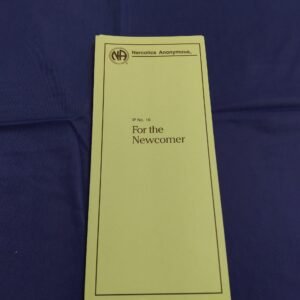 NA
Narcotics Anonymous®
IP No. 16
For the
Newcomer